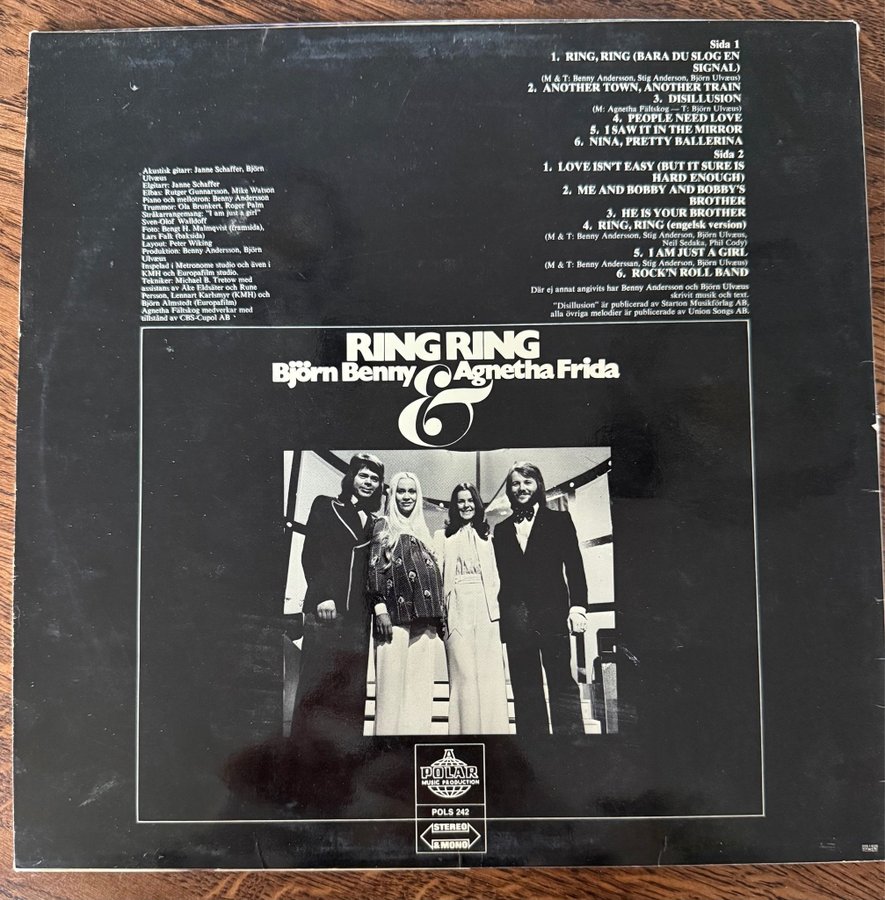 Sida 1
1. RING, RING (BARA DU SLOG EN
SIGNAL)
(M & T: Benny Andersson, Stig Anderson, Björn Ulvæus)
2. ANOTHER TOWN, ANOTHER TRAIN
3. DISILLUSION
(M: Agnetha Fältskog — T: Björn Ulvæus)
4. PEOPLE NEED LOVE
5. I SAW IT IN THE MIRROR
6. NINA, PRETTY BALLERINA
Sida 2
1. LOVE ISN'T EASY (BUT IT SURE IS
HARD ENOUGH)
2. ME AND BOBBY AND BOBBY'S
BROTHER
3. HE IS YOUR BROTHER
4. RING, RING (engelsk version)
(M & T: Benny Andersson, Stig Anderson, Björn Ulvæus,
Neil Sedaka, Phil Cody)
5. I AM JUST A GIRL
(M & T: Benny Anderssan, Stig Anderson, Björn Ulvæus)
6. ROCK'N ROLL BAND
Där ej annat angivits har Benny Andersson och Björn Ulvæus
skrivit musik och text.
"Disillusion" är publicerad av Starton Musikförlag AB,
alla övriga melodier är publicerade av Union Songs AB.
Akustisk gitarr: Janne Schaffer, Björn
Ulvæus
Elgitarr: Janne Schaffer
Elbas: Rutger Gunnarsson, Mike Watson
Piano och mellotron: Benny Andersson
Trummor: Ola Brunkert, Roger Palm
Stråkarrangemang: "I am just a girl"
Sven-Olof Walldoff
Foto: Bengt H. Malmqvist (framsida),
Lars Falk (baksida)
Layout: Peter Wiking
Produktion: Benny Andersson, Björn
Ulvæus
Inspelad i Metronome studio och även i
KMH och Europafilm studio.
Tekniker: Michael B. Tretow med
assistans av Åke Eldsäter och Rune
Persson, Lennart Karlsmyr (KMH) och
Björn Almstedt (Europafilm)
Agnetha Fältskog medverkar med
tillstånd av CBS-Cupol AB
RING RING
Björn Benny & Agnetha Frida
POLAR
MUSIC PRODUCTION
POLS 242
STEREO
& MONO